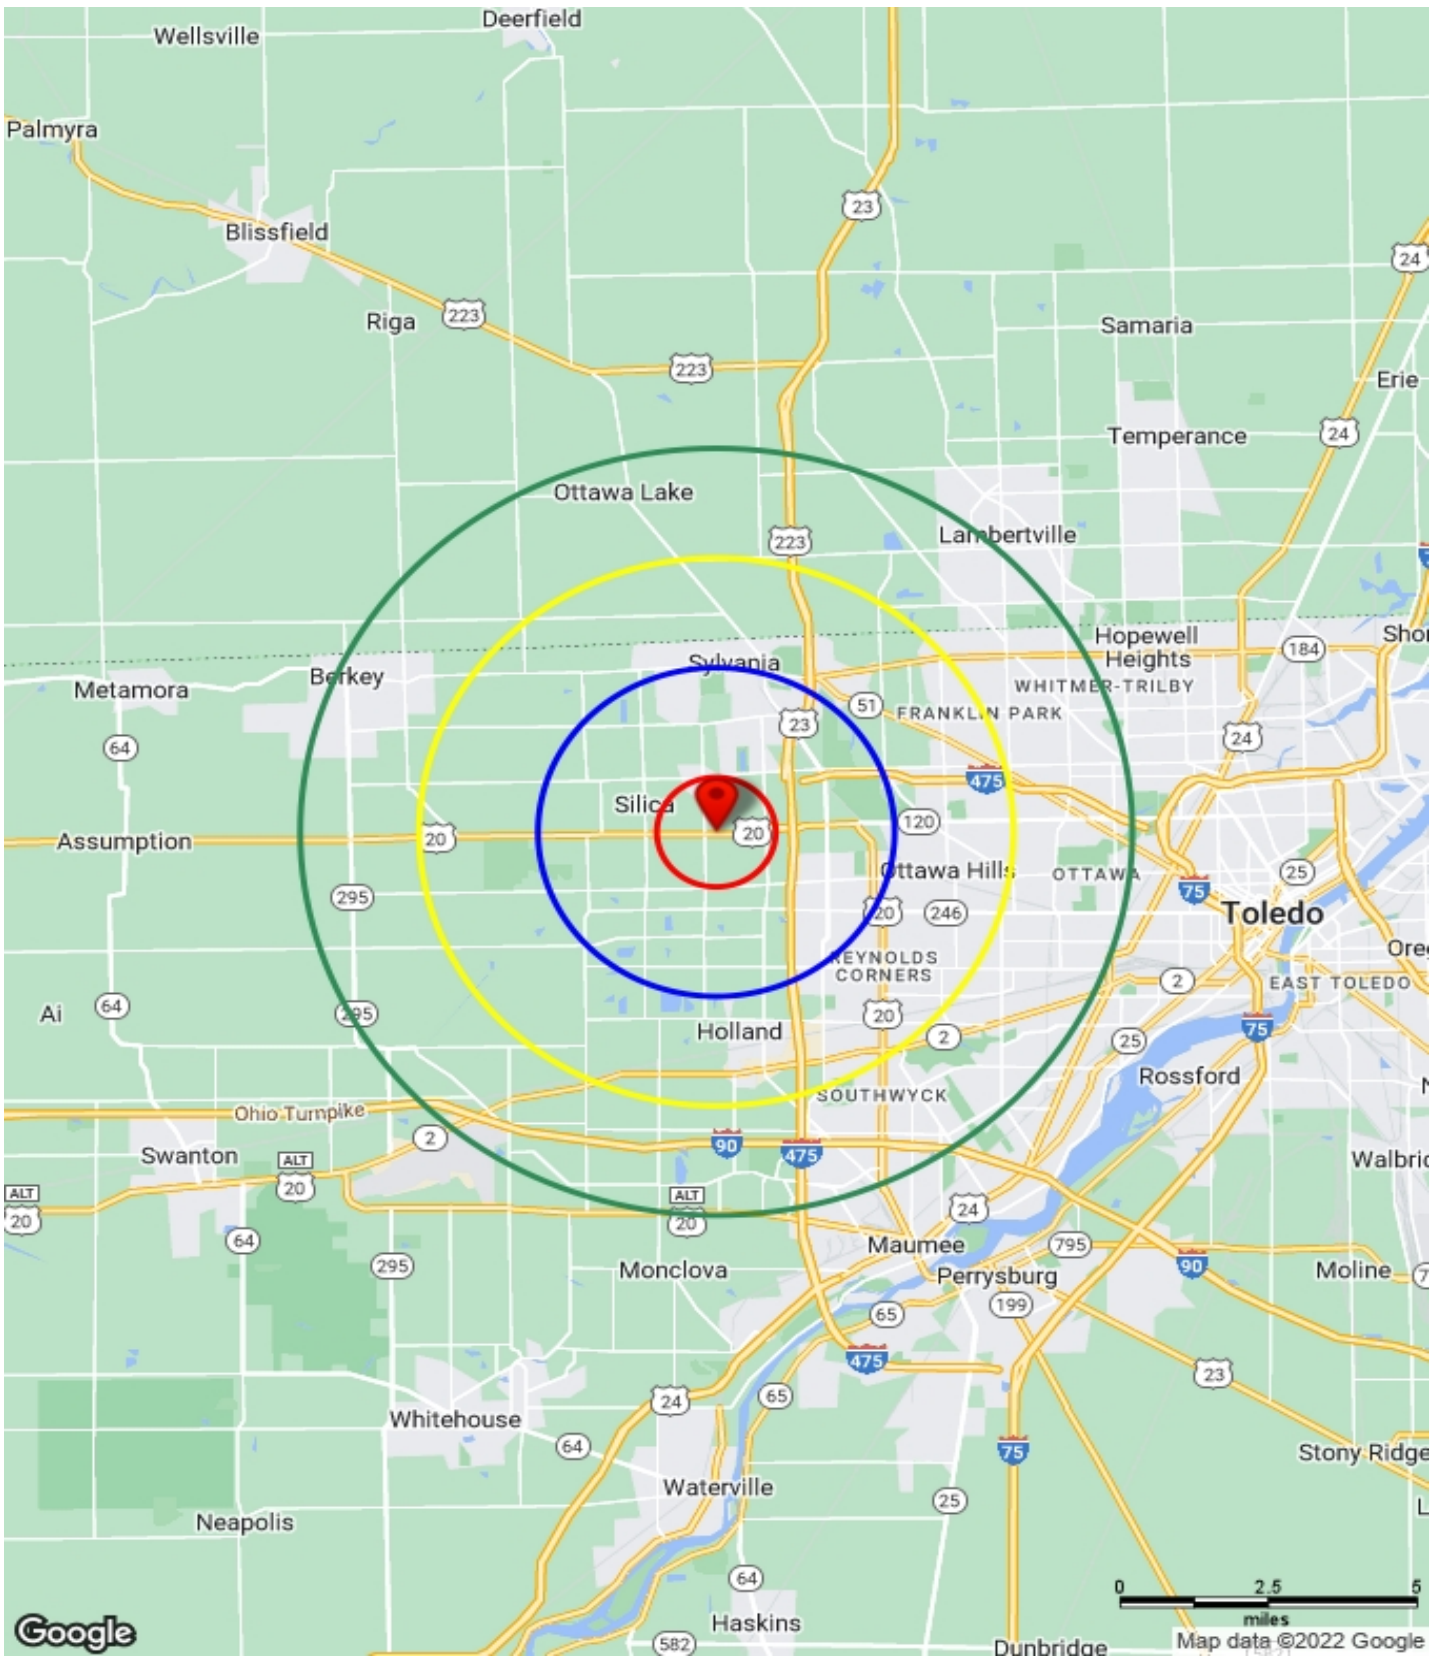 Deerfield
Wellsville
Palmyra
23
Blissfield
24
223
Riga
Samaria
223
Erie
24
Temperance
Ottawa Lake
Lambertville
223
Hopewell
Heights
184
Sylvania
Berkey
Metamora
WHITMER-TRILBY
51
FRANKLIN PARK
23
24
64
475
Silica
120
20
20
Assumption
Ottawa Hills
OTTAWA
25
75
295
20
246
Toledo
REYNOLDS
CORNERS
2
EAST TOLEDO
64
Ai
295
20
75
Holland
2
25
Rossford
SOUTHWYCK
Ohio Turnpike
2
90
475
Swanton
ALT
20
ALT
20
ALT
20
24
64
Maumee
795
295
Monclova
Perrysburg
90
Moline
199
65
475
23
65
24
Whitehouse
64
75
Stony Ridge
Waterville
25
Neapolis
64
0 2.5 5
miles
Haskins
Google
582
Dunbridge
Map data ©2022 Google